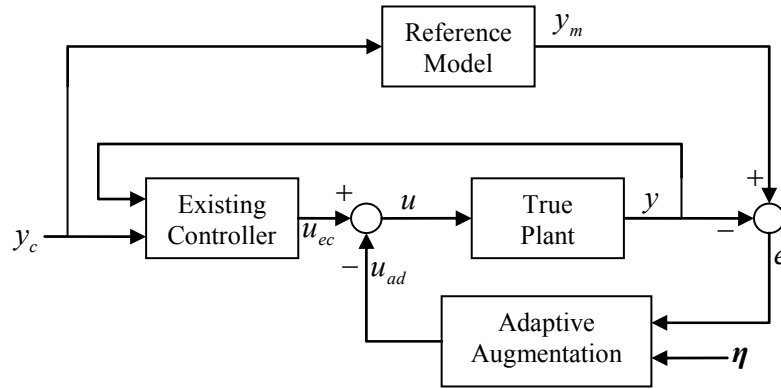 Reference
Model
y_m
+
Existing
Controller
+
u
True
Plant
y
y_c
u_ec
−
−
e
u_ad
Adaptive
Augmentation
η